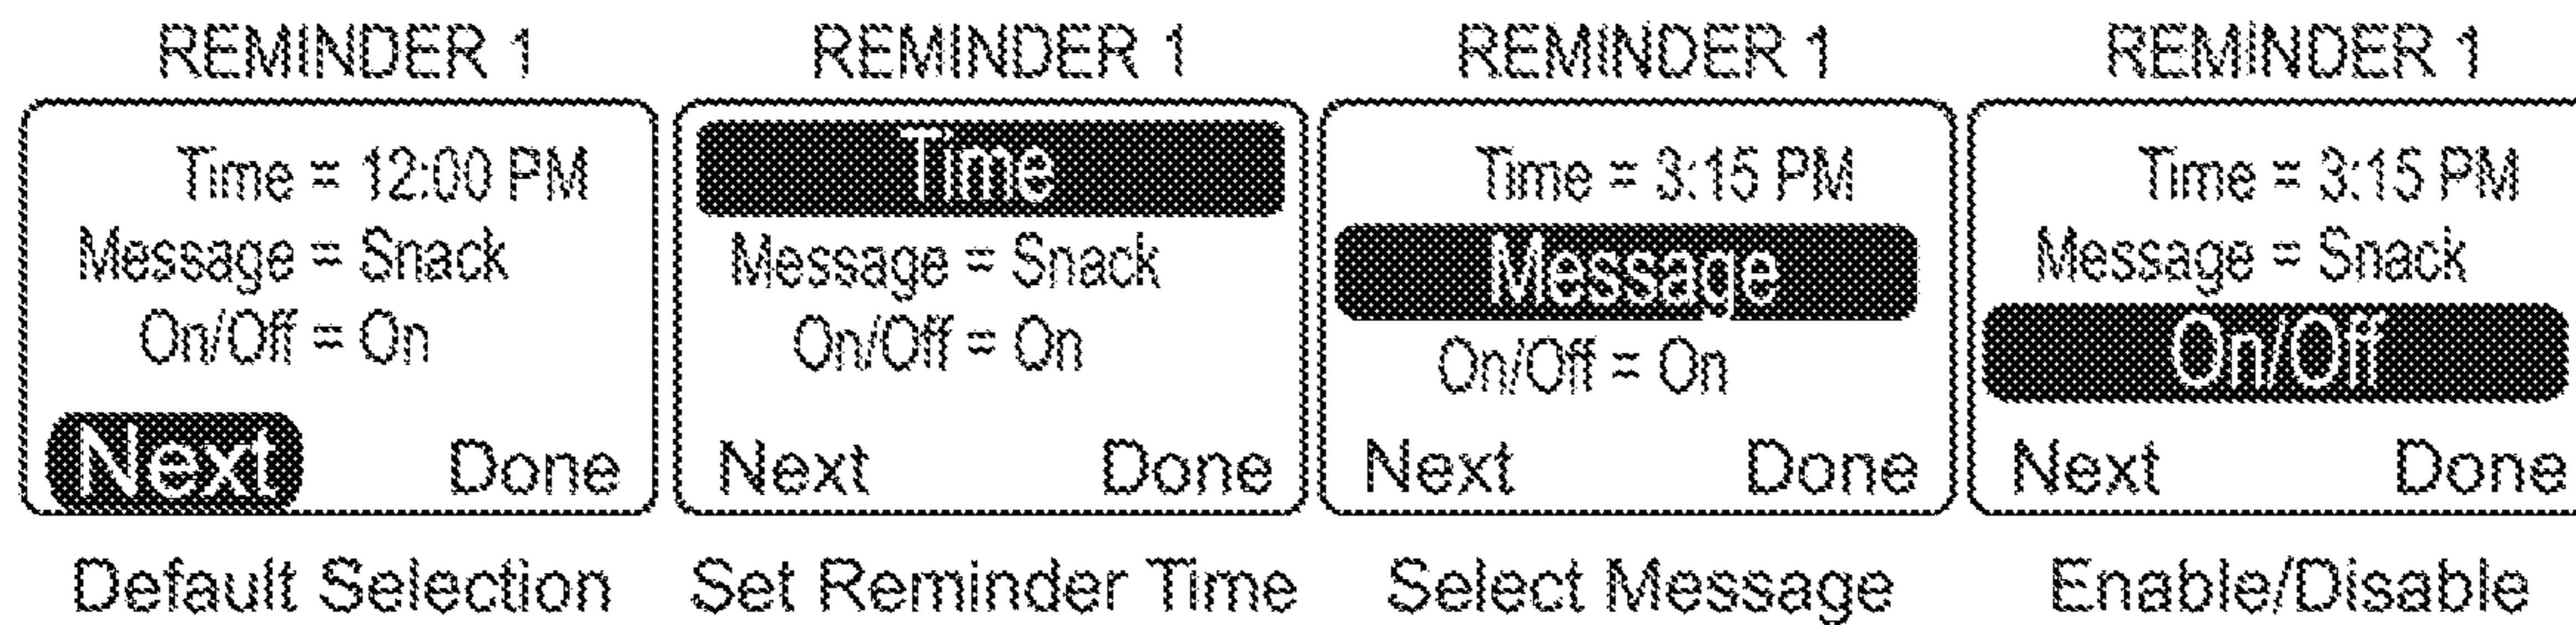 REMINDER 1
Time = 12:00 PM
Message = Snack
On/Off = On
Next Done
Default Selection
REMINDER 1
Time
Message = Snack
On/Off = On
Next Done
Set Reminder Time
REMINDER 1
Time = 3:15 PM
Message
On/Off = On
Next Done
Select Message
REMINDER 1
Time = 3:15 PM
Message = Snack
On/Off
Next Done
Enable/Disable